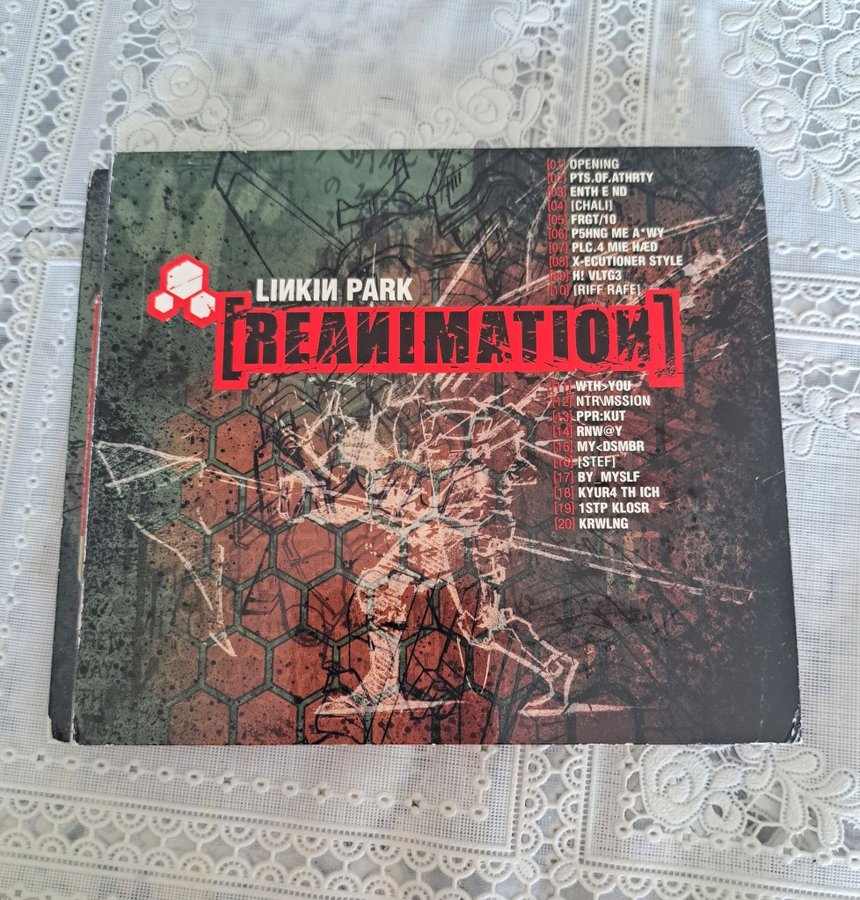 [01] OPENING
[02] PTS.OF.ATHRTY
[03] ENTH E ND
[04] [CHALI]
[05] FRGT/10
[06] P5HNG ME A*WY
[07] PLC.4 MIE HÆD
[08] X-ECUTIONER STYLE
[09] H! VLTG3
[10] [RIFF RAFF]
LIИKIИ PARK
[REAИIMATIOИ]
[11] WTH>YOU
[12] NTR\MSSION
[13] PPR:KUT
[14] RNW@Y
[15] MY<DSMBR
[16] [STEF]
[17] BY_MYSLF
[18] KYUR4 TH ICH
[19] 1STP KLOSR
[20] KRWLNG